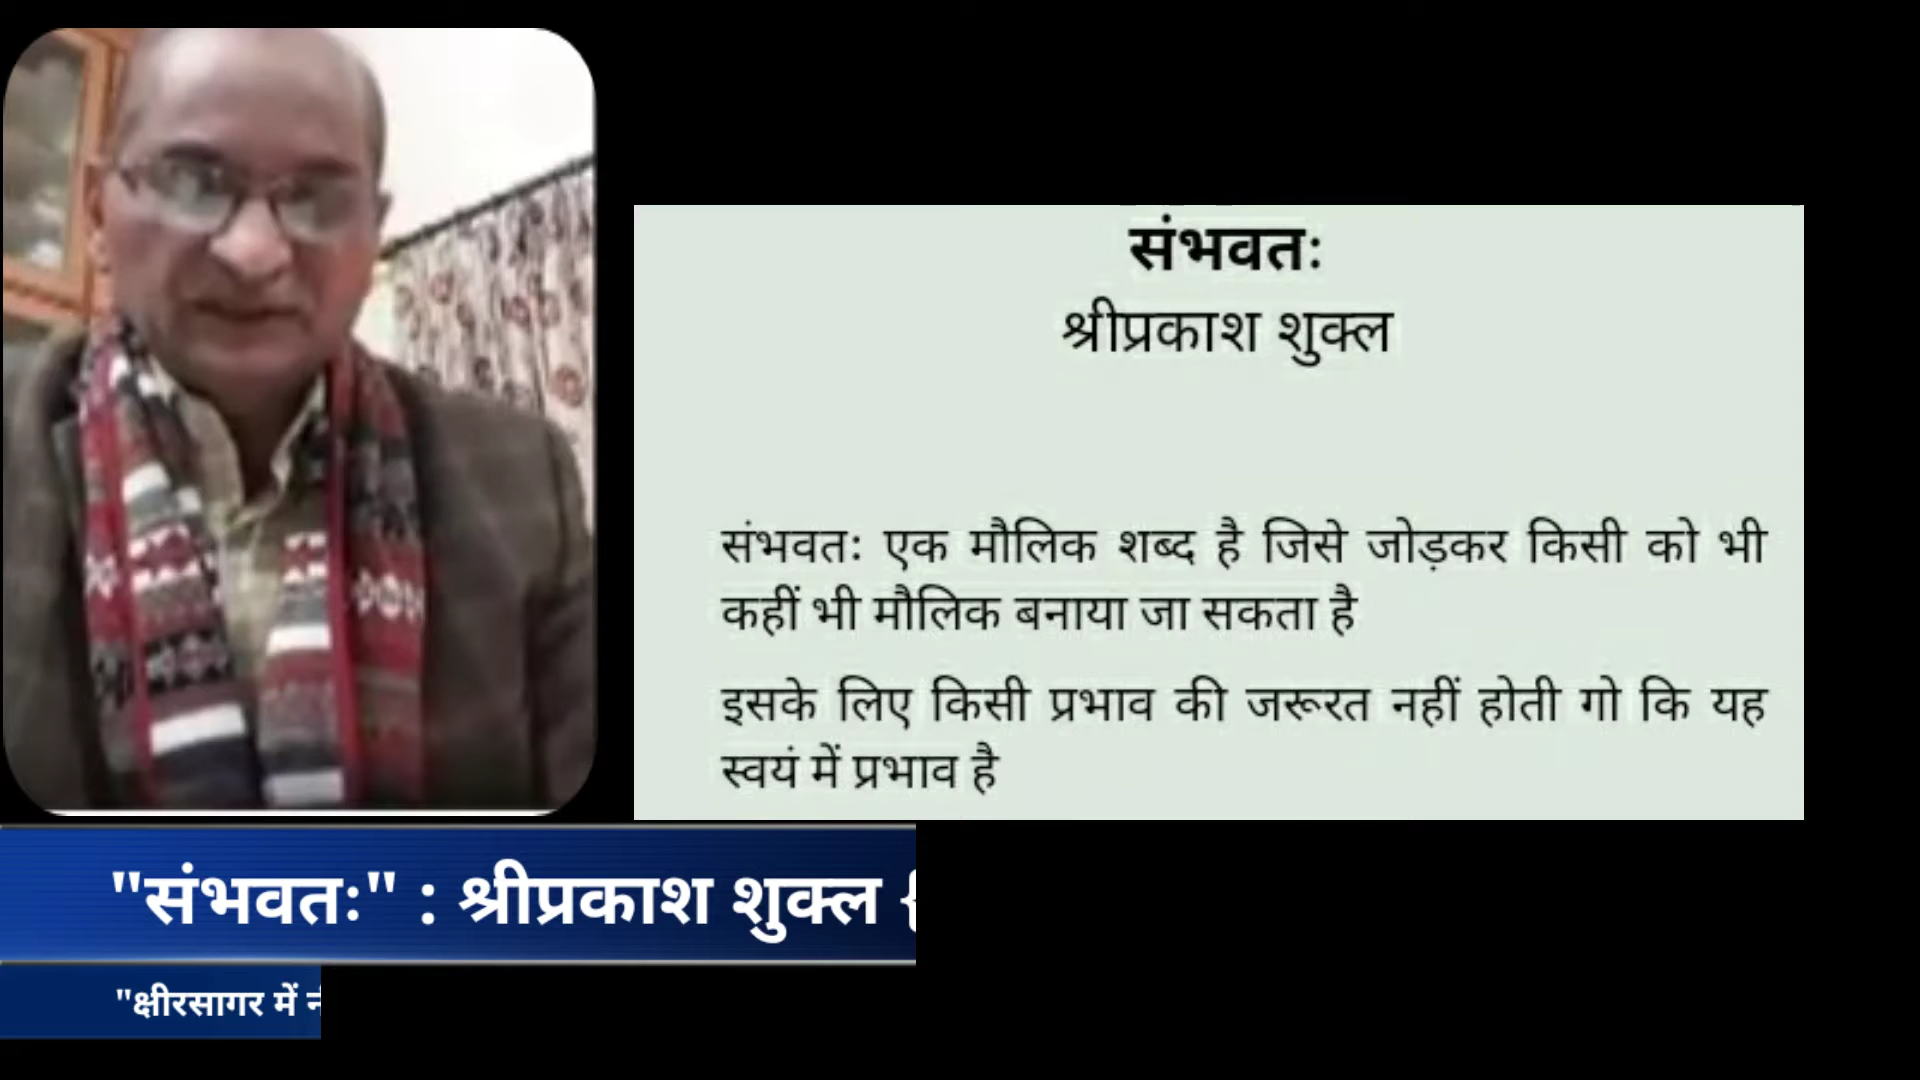 संभवतः
श्रीप्रकाश शुक्ल
संभवतः एक मौलिक शब्द है जिसे जोड़कर किसी को भी
कहीं भी मौलिक बनाया जा सकता है
इसके लिए किसी प्रभाव की जरूरत नहीं होती गो कि यह
स्वयं में प्रभाव है
"संभवतः" : श्रीप्रकाश शुक्ल {
"क्षीरसागर में